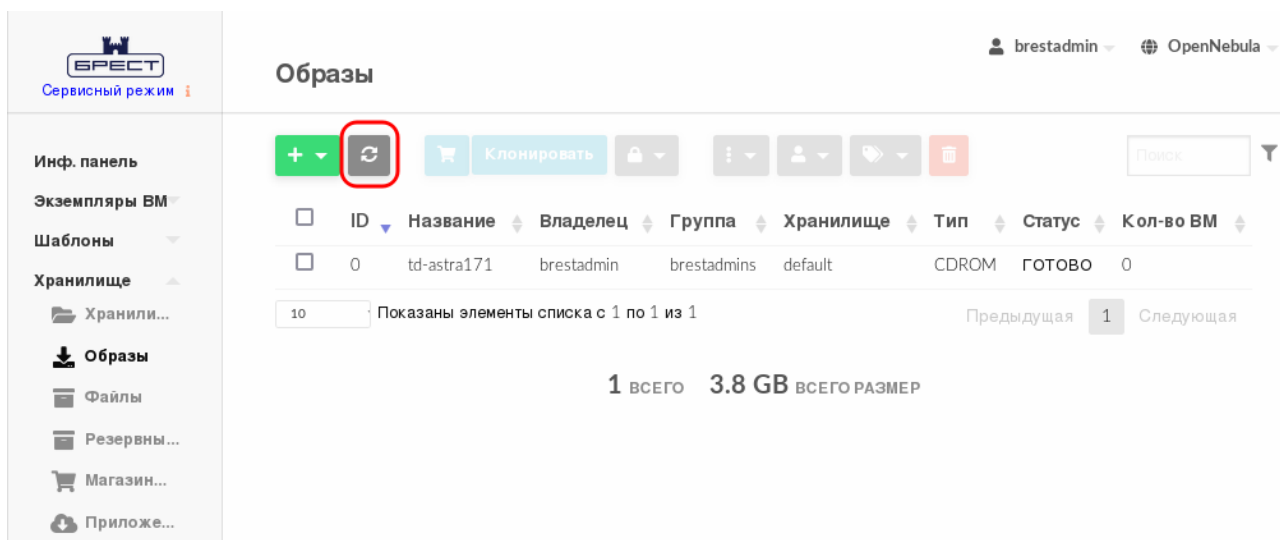 БРЕСТ
Сервисный режим i
Образы
brestadmin
OpenNebula
Инф. панель
Экземпляры ВМ
Шаблоны
Хранилище
Хранили...
Образы
Файлы
Резервны...
Магазин...
Приложе...
Клонировать
Поиск
ID Название Владелец Группа Хранилище Тип Статус Кол-во ВМ
0 td-astra171 brestadmin brestadmins default CDROM ГОТОВО 0
10 Показаны элементы списка с 1 по 1 из 1
Предыдущая 1 Следующая
1 ВСЕГО 3.8 GB ВСЕГО РАЗМЕР